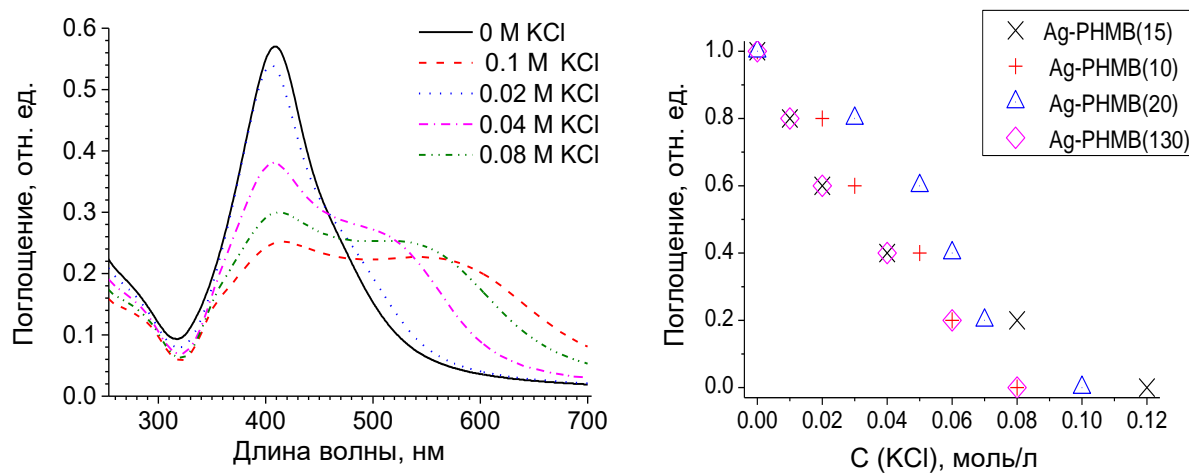 0.6
0.5
0.4
0.3
0.2
0.1
0.0
Поглощение, отн. ед.
300 400 500 600 700
Длина волны, нм
0 M KCl
0.1 M KCl
0.02 M KCl
0.04 M KCl
0.08 M KCl
1.0
0.8
0.6
0.4
0.2
0.0
Поглощение, отн. ед.
0.00 0.02 0.04 0.06 0.08 0.10 0.12
C (KCl), моль/л
Ag-PHMB(15)
Ag-PHMB(10)
Ag-PHMB(20)
Ag-PHMB(130)